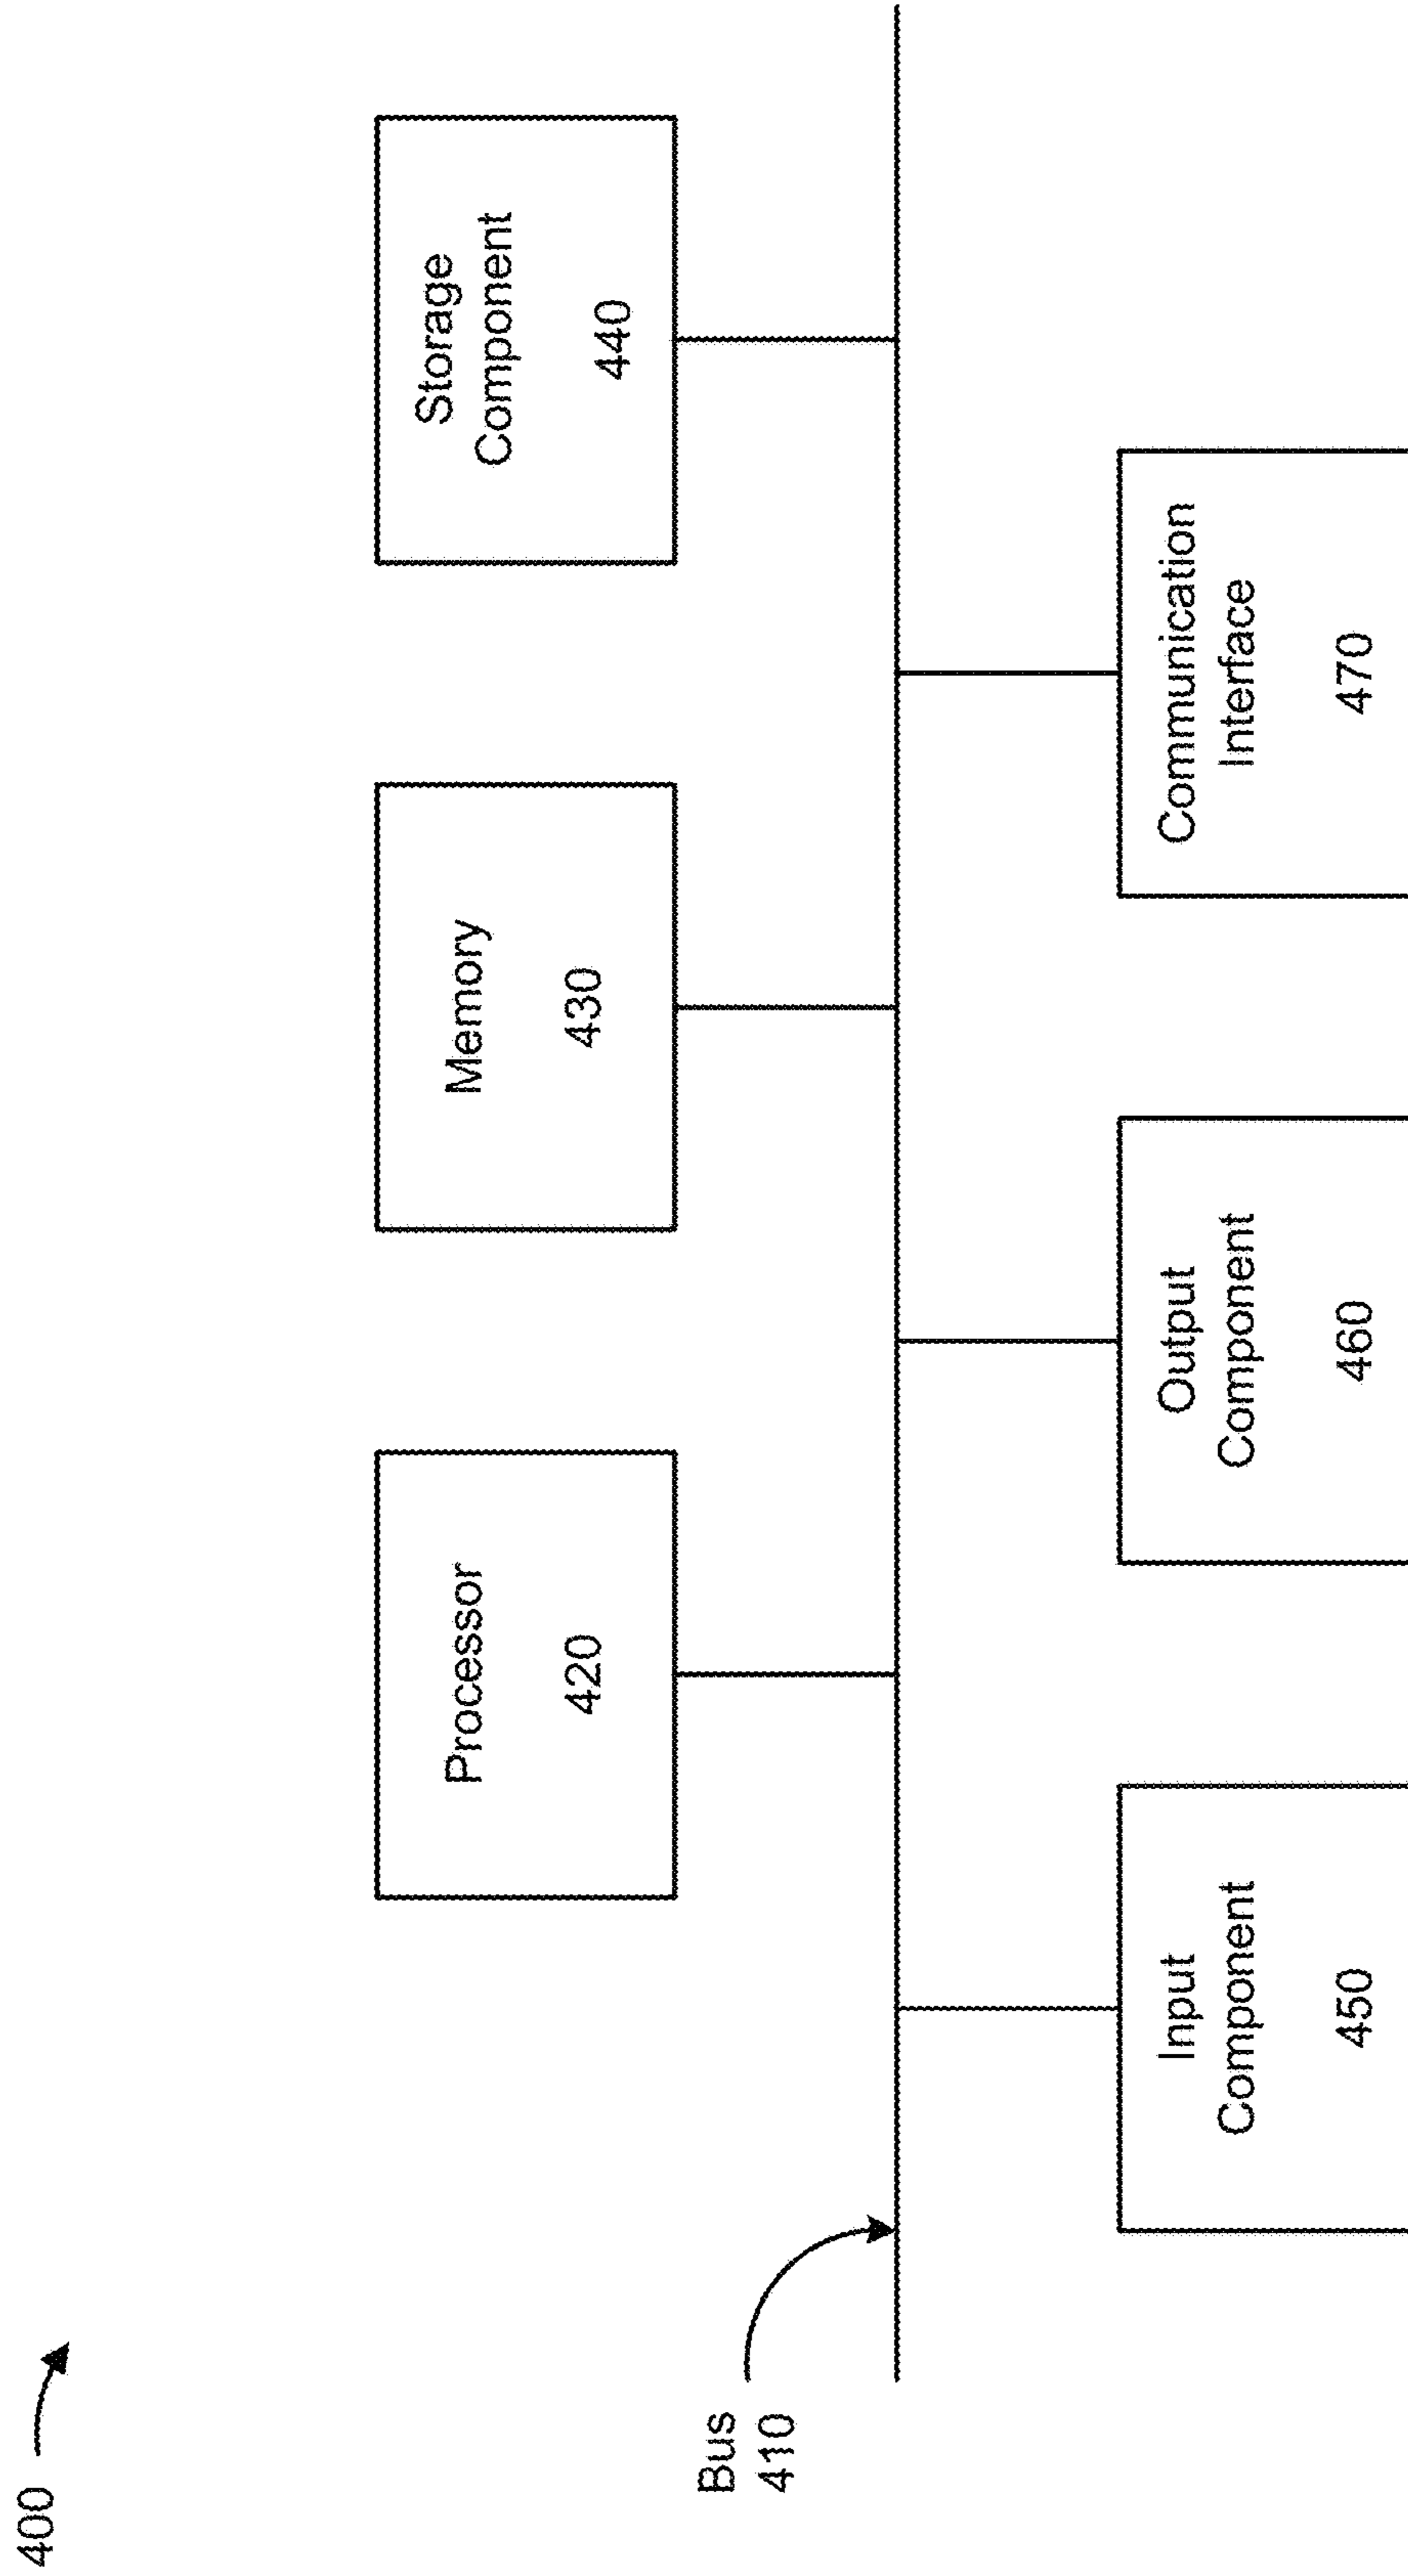 400
Bus
410
Processor
420
Memory
430
Storage
Component
440
Input
Component
450
Output
Component
460
Communication
Interface
470